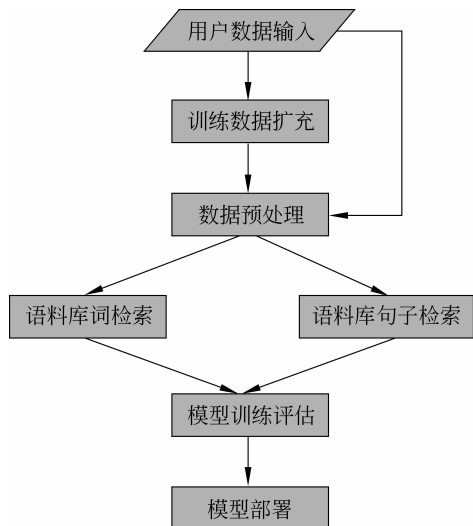 用户数据输入
训练数据扩充
数据预处理
语料库词检索
语料库句子检索
模型训练评估
模型部署